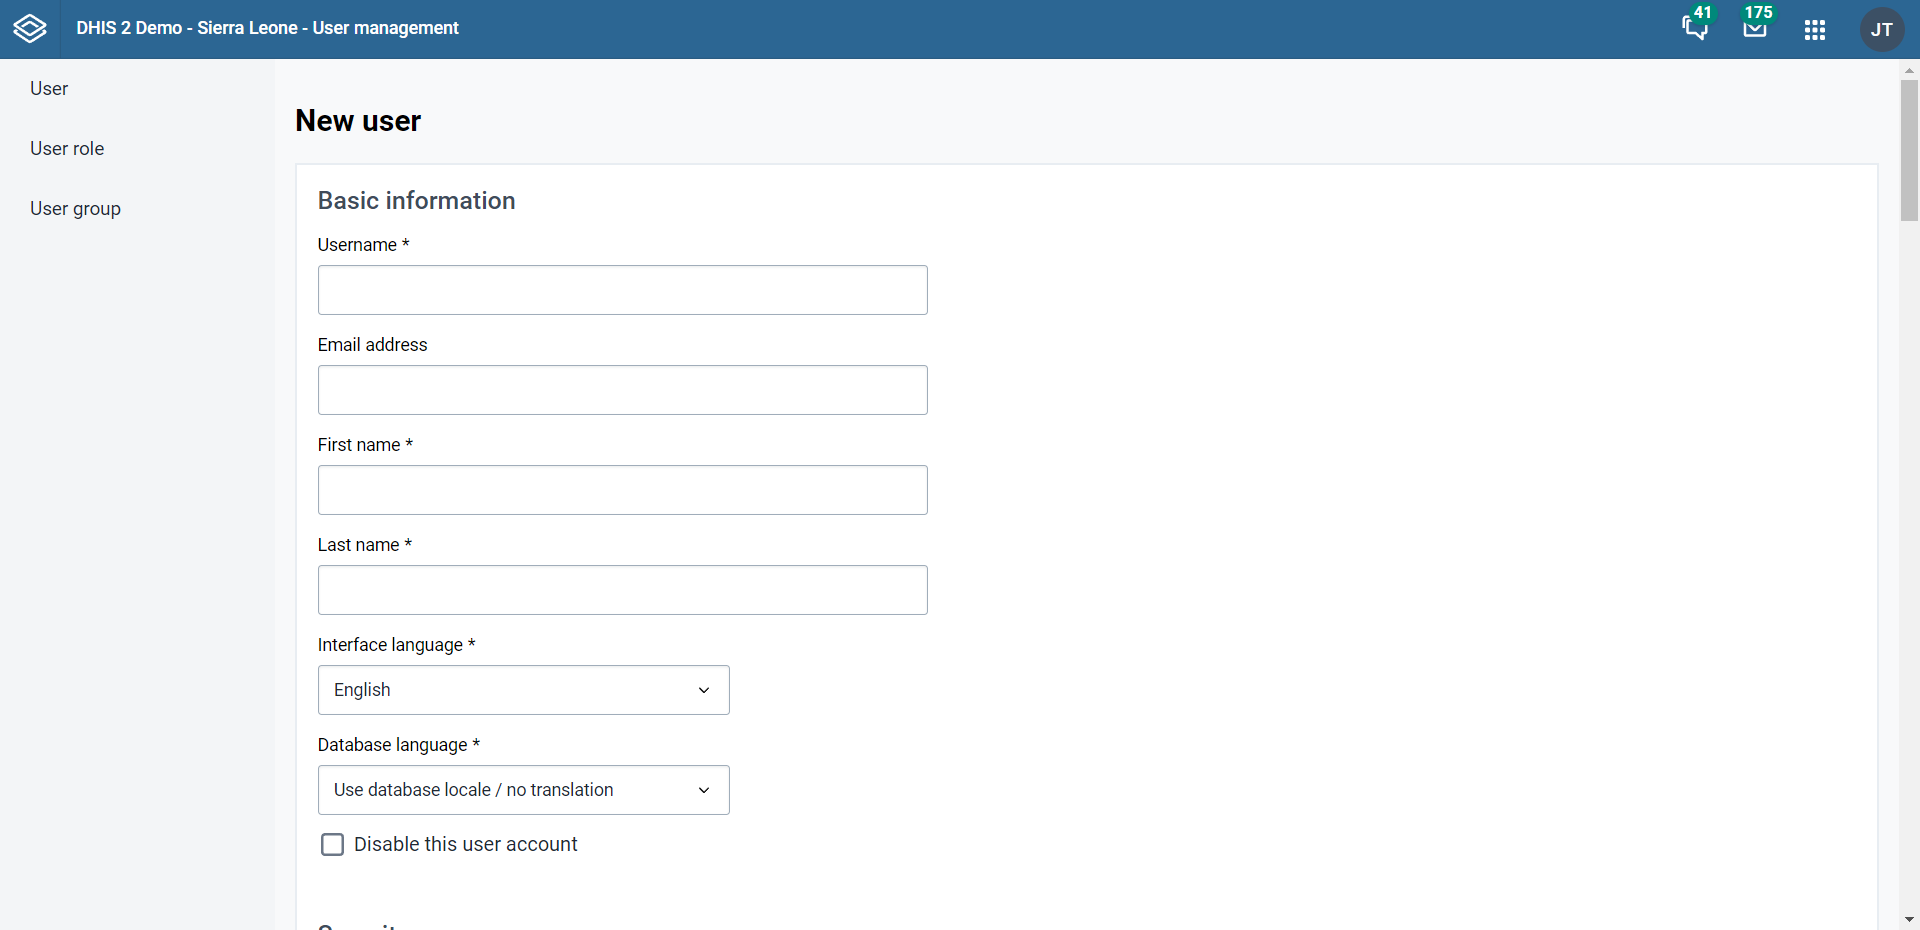 DHIS 2 Demo - Sierra Leone - User management
41
175
JT
User
User role
User group
New user
Basic information
Username *
Email address
First name *
Last name *
Interface language *
English
Database language *
Use database locale / no translation
Disable this user account